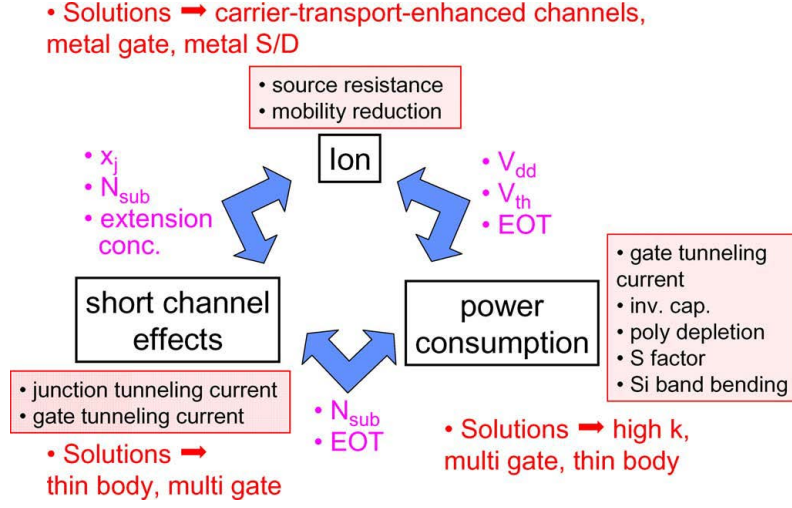 • Solutions ➡ carrier-transport-enhanced channels,
metal gate, metal S/D
• source resistance
• mobility reduction
Ion
• xj
• Nsub
• extension
conc.
• Vdd
• Vth
• EOT
short channel
effects
power
consumption
• gate tunneling
current
• inv. cap.
• poly depletion
• S factor
• Si band bending
• junction tunneling current
• gate tunneling current
• Nsub
• EOT
• Solutions ➡
thin body, multi gate
• Solutions ➡ high k,
multi gate, thin body